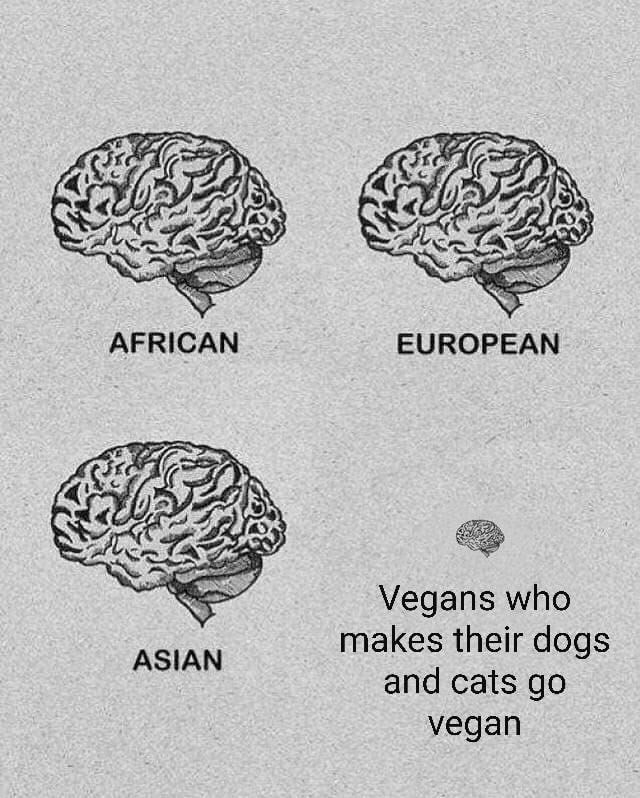 AFRICAN
EUROPEAN
ASIAN
Vegans who
makes their dogs
and cats go
vegan